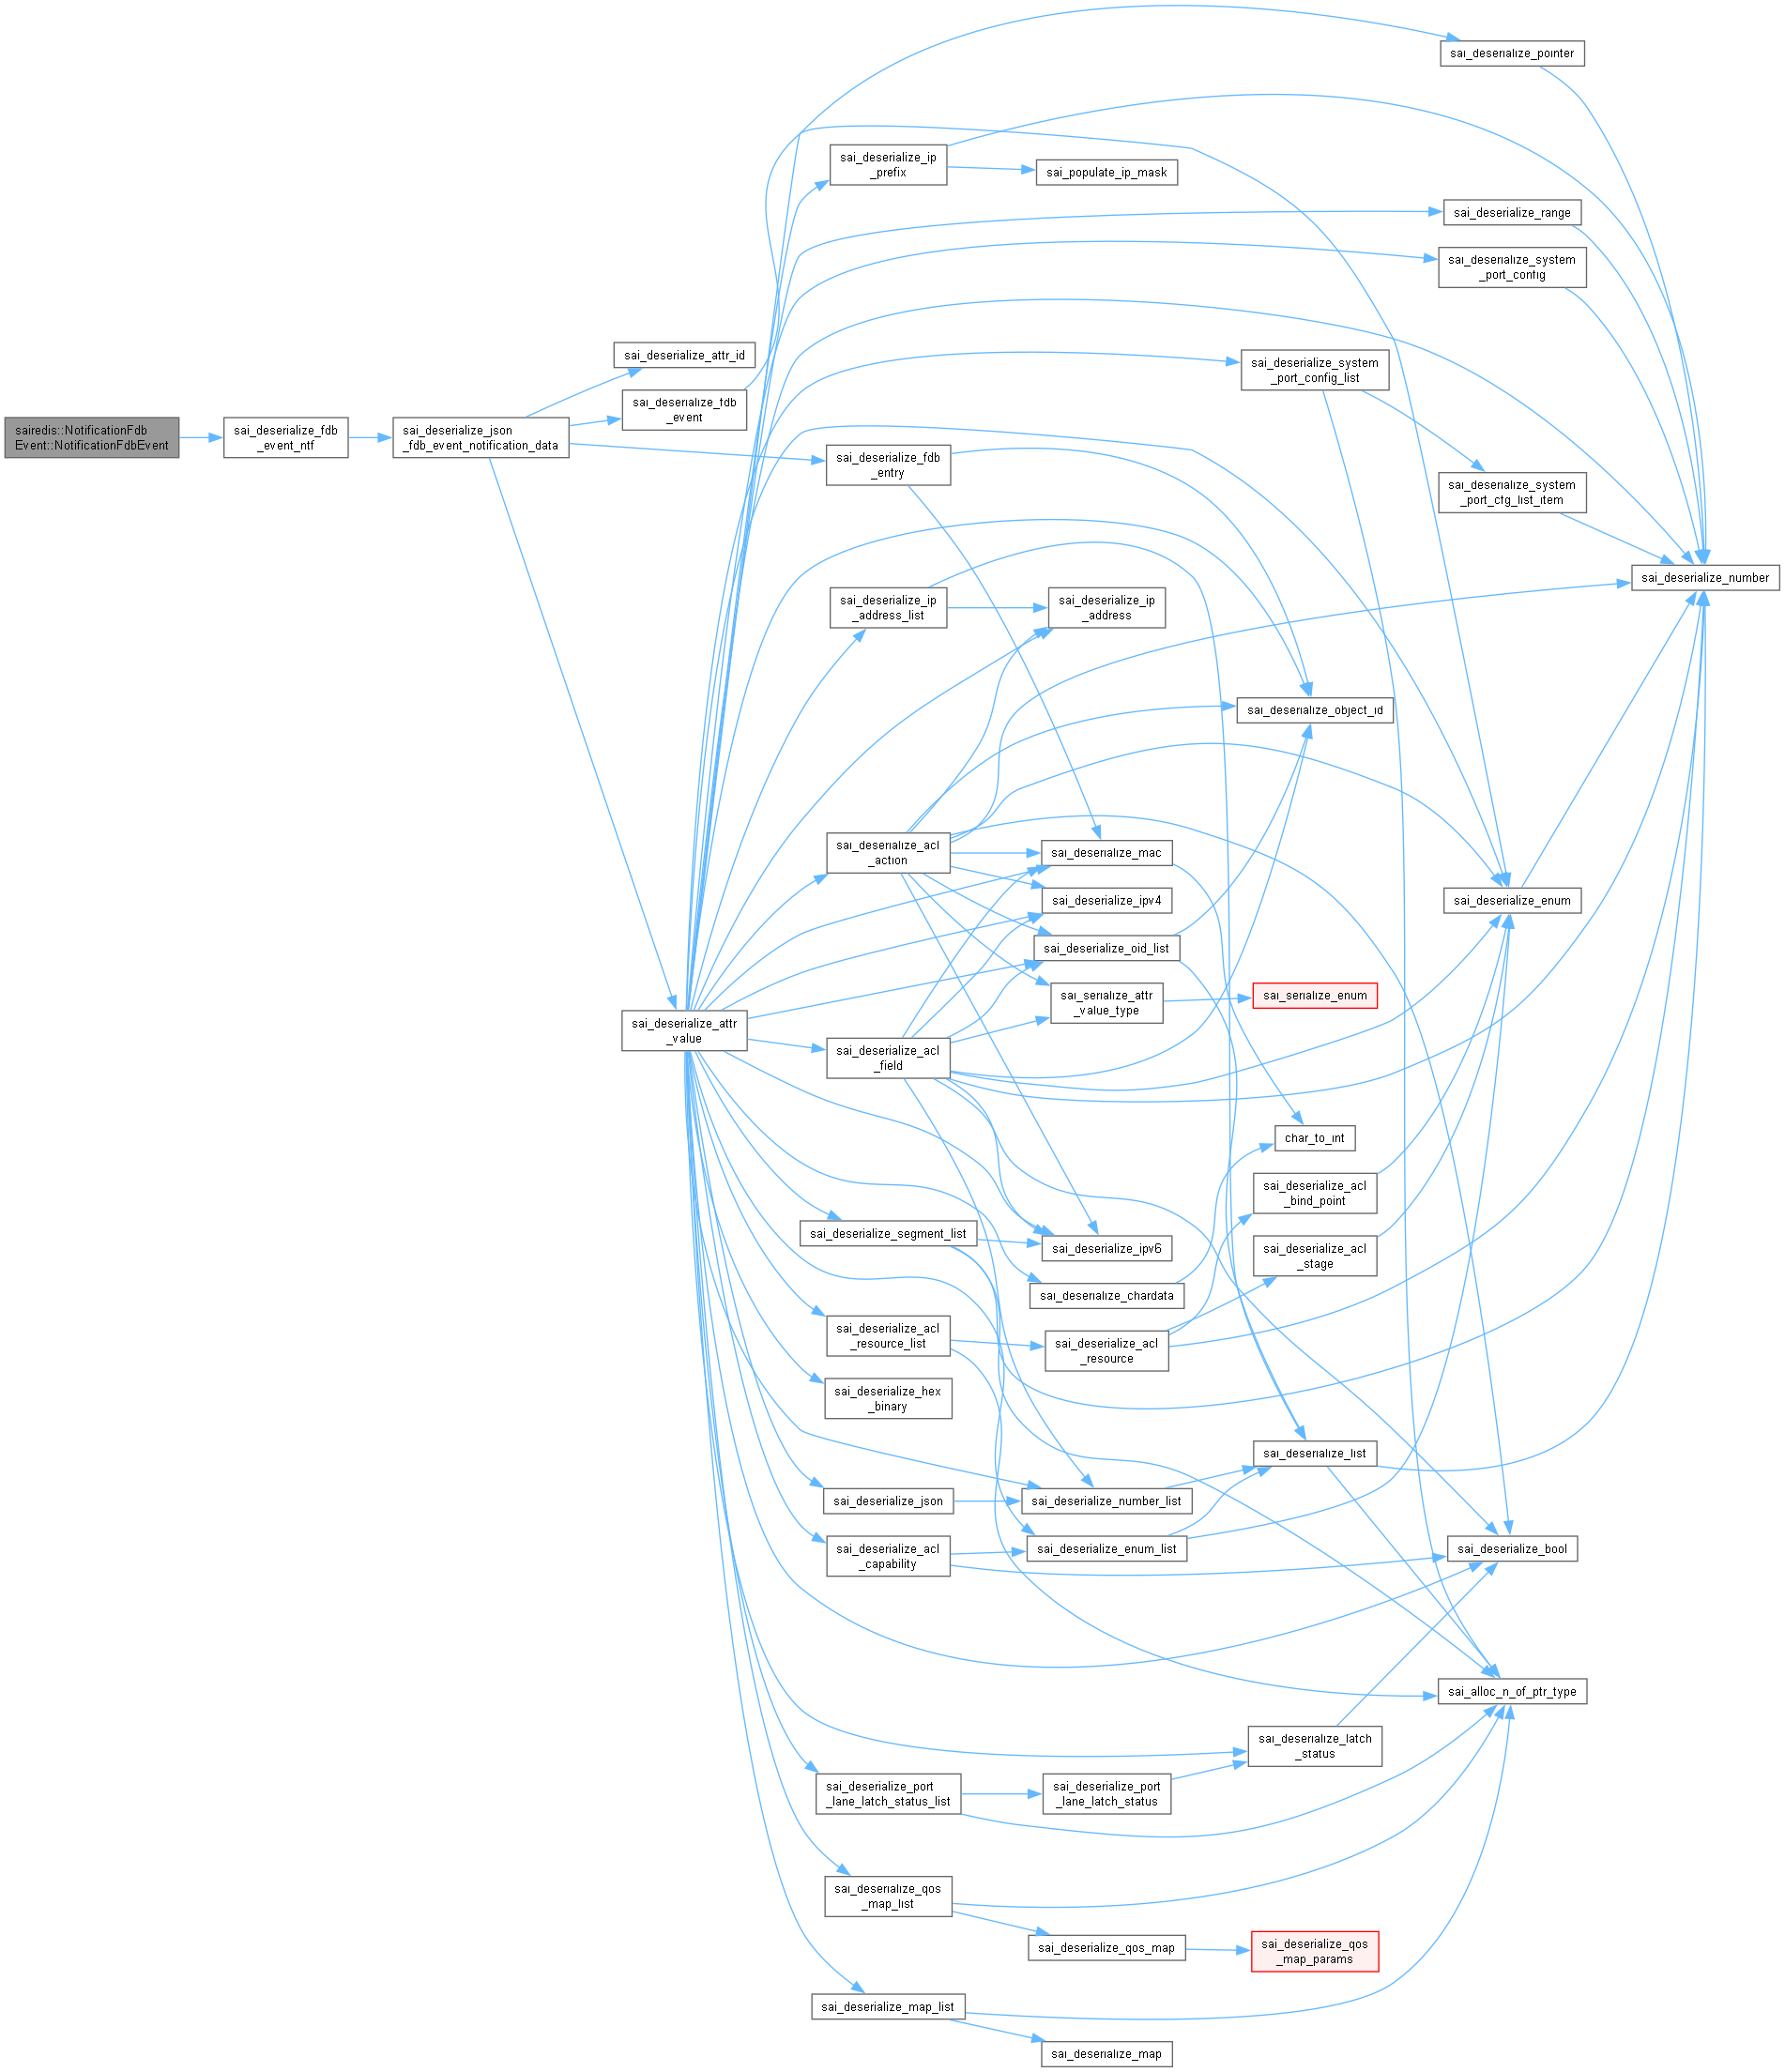 sairedis::NotificationFdb
Event::NotificationFdbEvent
sai_deserialize_fdb
_event_ntf
sai_deserialize_json
_fdb_event_notification_data
sai_deserialize_attr_id
sai_deserialize_fdb
_event
sai_deserialize_fdb
_entry
sai_deserialize_attr
_value
sai_deserialize_pointer
sai_deserialize_ip
_prefix
sai_populate_ip_mask
sai_deserialize_range
sai_deserialize_system
_port_config
sai_deserialize_system
_port_config_list
sai_deserialize_system
_port_cfg_list_item
sai_deserialize_number
sai_deserialize_ip
_address_list
sai_deserialize_ip
_address
sai_deserialize_object_id
sai_deserialize_acl
_action
sai_deserialize_mac
sai_deserialize_ipv4
sai_deserialize_enum
sai_deserialize_oid_list
sai_serialize_attr
_value_type
sai_serialize_enum
sai_deserialize_acl
_field
char_to_int
sai_deserialize_acl
_bind_point
sai_deserialize_segment_list
sai_deserialize_ipv6
sai_deserialize_acl
_stage
sai_deserialize_chardata
sai_deserialize_acl
_resource_list
sai_deserialize_acl
_resource
sai_deserialize_hex
_binary
sai_deserialize_list
sai_deserialize_json
sai_deserialize_number_list
sai_deserialize_acl
_capability
sai_deserialize_enum_list
sai_deserialize_bool
sai_alloc_n_of_ptr_type
sai_deserialize_latch
_status
sai_deserialize_port
_lane_latch_status_list
sai_deserialize_port
_lane_latch_status
sai_deserialize_qos
_map_list
sai_deserialize_qos_map
sai_deserialize_qos
_map_params
sai_deserialize_map_list
sai_deserialize_map